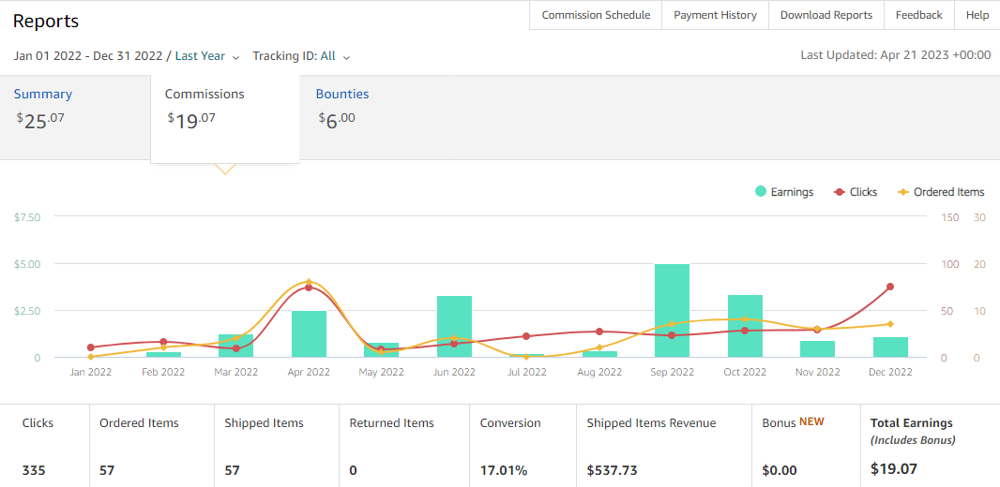 Reports
Commission Schedule Payment History Download Reports Feedback Help
Jan 01 2022 - Dec 31 2022 / Last Year Tracking ID: All Last Updated: Apr 21 2023 +00:00
Summary Commissions Bounties
$25.07 $19.07 $6.00
Earnings Clicks Ordered Items
$7.50 150 30
$5.00 100 20
$2.50 50 10
0 0 0
Jan 2022 Feb 2022 Mar 2022 Apr 2022 May 2022 Jun 2022 Jul 2022 Aug 2022 Sep 2022 Oct 2022 Nov 2022 Dec 2022
Clicks Ordered Items Shipped Items Returned Items Conversion Shipped Items Revenue Bonus NEW Total Earnings
(Includes Bonus)
335 57 57 0 17.01% $537.73 $0.00 $19.07